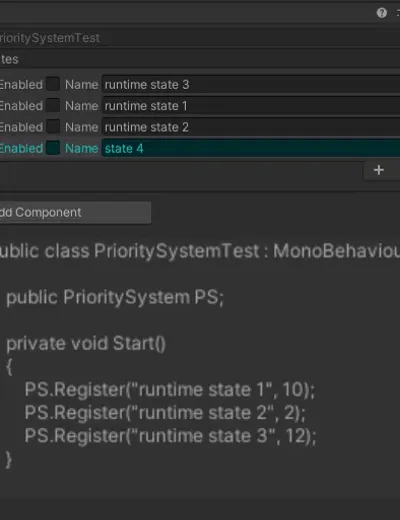 PrioritySystemTest
tes
Enabled Name runtime state 3
Enabled Name runtime state 1
Enabled Name runtime state 2
Enabled Name state 4
+
dd Component
ublic class PrioritySystemTest : MonoBehaviou
public PrioritySystem PS;
private void Start()
{
PS.Register("runtime state 1", 10);
PS.Register("runtime state 2", 2);
PS.Register("runtime state 3", 12);
}